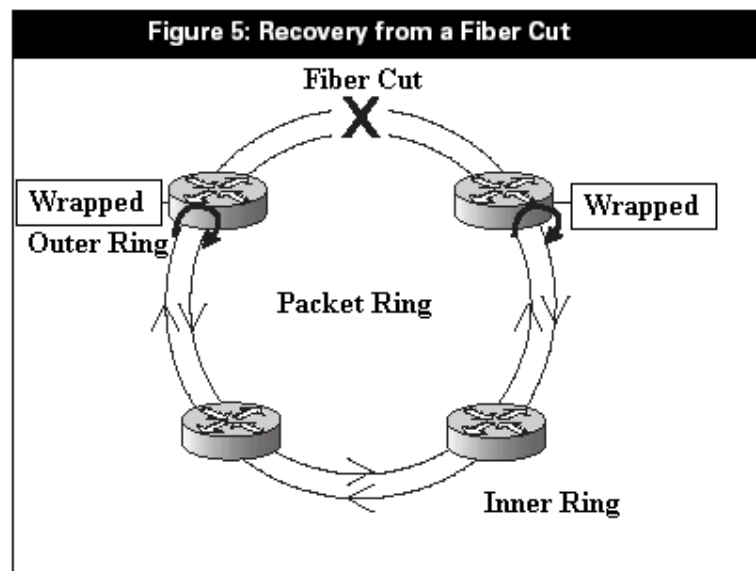 Figure 5: Recovery from a Fiber Cut
Fiber Cut
X
Wrapped
Wrapped
Outer Ring
Packet Ring
Inner Ring